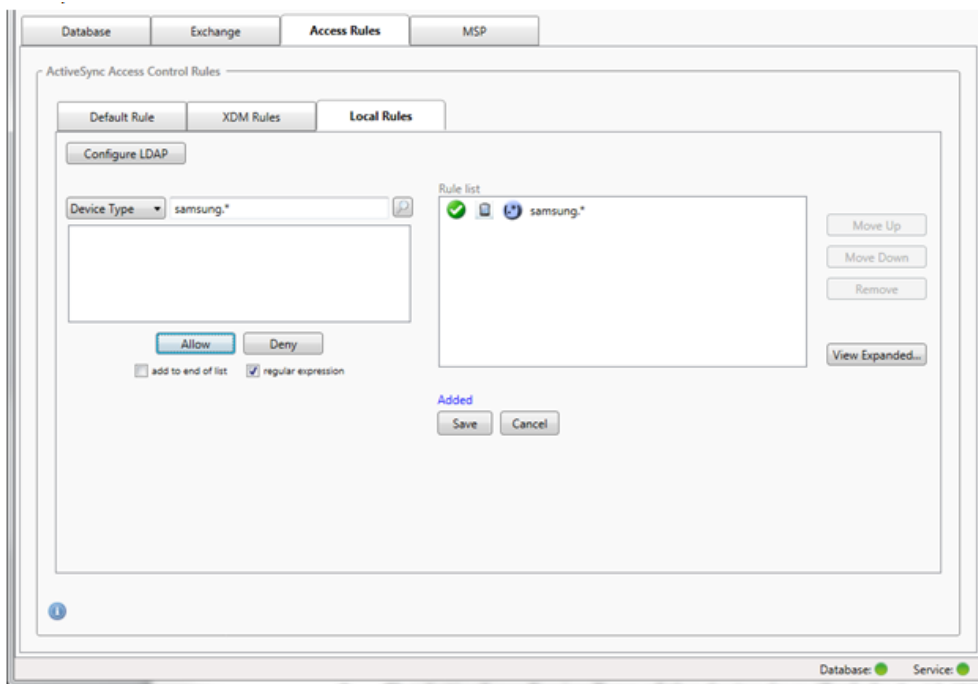 Database Exchange Access Rules MSP
ActiveSync Access Control Rules
Default Rule XDM Rules Local Rules
Configure LDAP
Rule list
Device Type samsung.*
samsung.*
Move Up
Move Down
Remove
Allow Deny
View Expanded...
add to end of list regular expression
Added
Save Cancel
Database: Service: